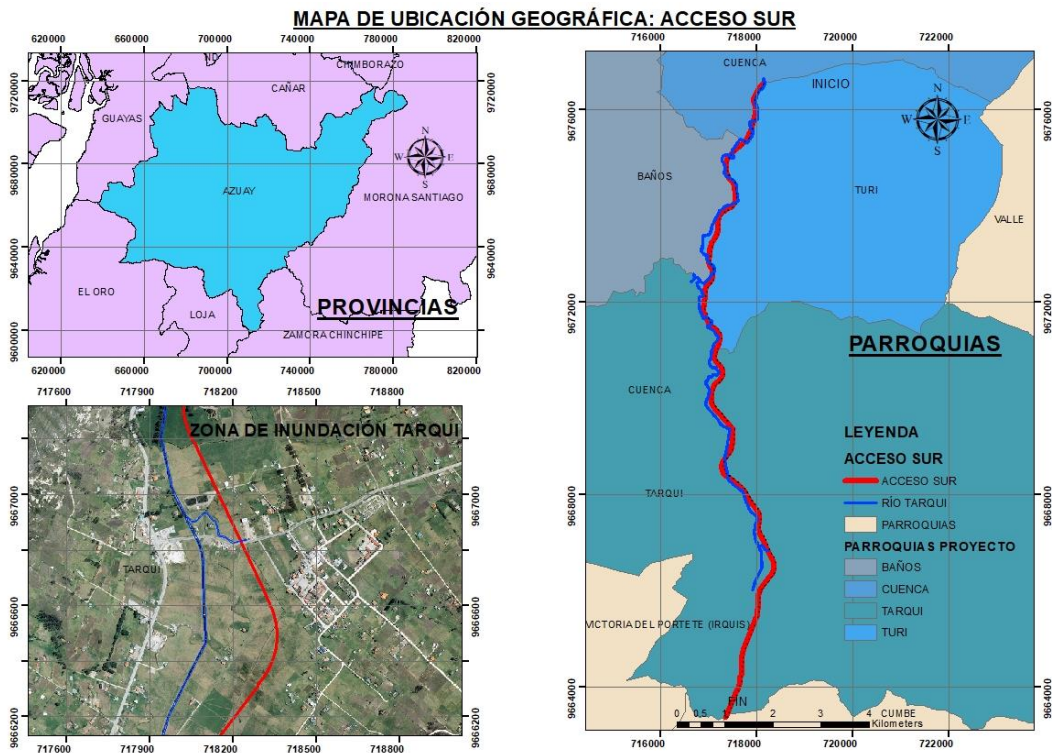 MAPA DE UBICACIÓN GEOGRÁFICA: ACCESO SUR
620000 660000 700000 740000 780000 820000
9720000 9720000
9680000 9680000
9640000 9640000
9600000 9600000
ND
CHIMBORAZO
CAÑAR
GUAYAS
N
W E
S
AZUAY
MORONA SANTIAGO
EL ORO
LOJA
PROVINCIAS
ZAMORA CHINCHIPE
620000 660000 700000 740000 780000 820000
717600 717900 718200 718500 718800
ZONA DE INUNDACIÓN TARQUI
9667000 9667000
TARQUI
9666600 9666600
9666200 9666200
717600 717900 718200 718500 718800
716000 718000 720000 722000
CUENCA
INICIO
9676000 9676000
N
W E
S
BAÑOS
TURI
VALLE
9672000 9672000
PARROQUIAS
CUENCA
LEYENDA
ACCESO SUR
ACCESO SUR
RÍO TARQUI
PARROQUIAS
PARROQUIAS PROYECTO
BAÑOS
CUENCA
TARQUI
TURI
TARQUI
9668000 9668000
VICTORIA DEL PORTETE (IRQUIS)
9664000 9664000
FIN
0 0,5 1 2 3 4
CUMBE
Kilometers
716000 718000 720000 722000